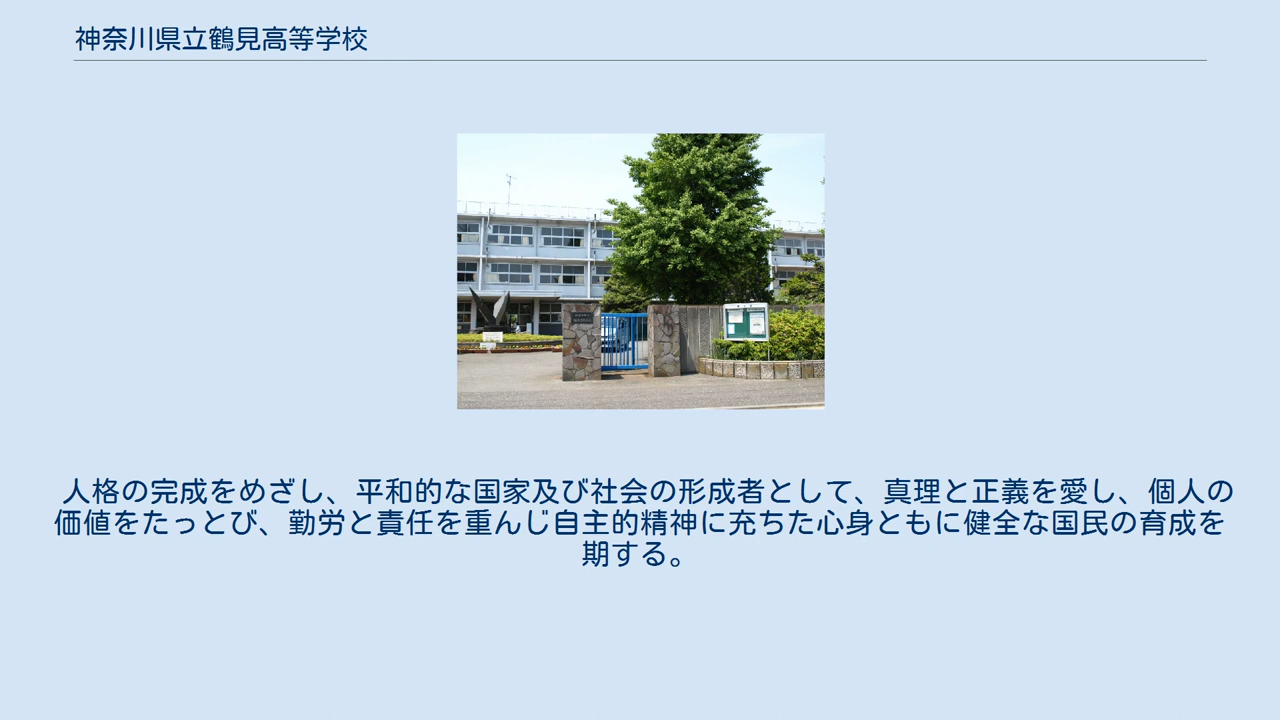 神奈川県立鶴見高等学校
人格の完成をめざし、平和的な国家及び社会の形成者として、真理と正義を愛し、個人の
価値をたっとび、勤労と責任を重んじ自主的精神に充ちた心身ともに健全な国民の育成を
期する。